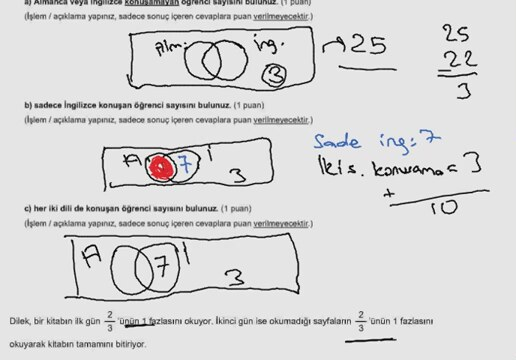 a) Almanca veya İngilizce konuşamayan öğrenci sayısını bulunuz. (1 puan)
(İşlem / açıklama yapınız, sadece sonuç içeren cevaplara puan verilmeyecektir.)
Alm. ing. 3 25
25
22
3
b) sadece İngilizce konuşan öğrenci sayısını bulunuz. (1 puan)
(İşlem / açıklama yapınız, sadece sonuç içeren cevaplara puan verilmeyecektir.)
A 7 İ 3
Sade ing: 7
İki s. konuşama = 3
+
10
c) her iki dili de konuşan öğrenci sayısını bulunuz. (1 puan)
(İşlem / açıklama yapınız, sadece sonuç içeren cevaplara puan verilmeyecektir.)
A 7 İ 3
Dilek, bir kitabın ilk gün 2/3 'ünün 1 fazlasını okuyor. İkinci gün ise okumadığı sayfaların 2/3 'ünün 1 fazlasını
okuyarak kitabın tamamını bitiriyor.